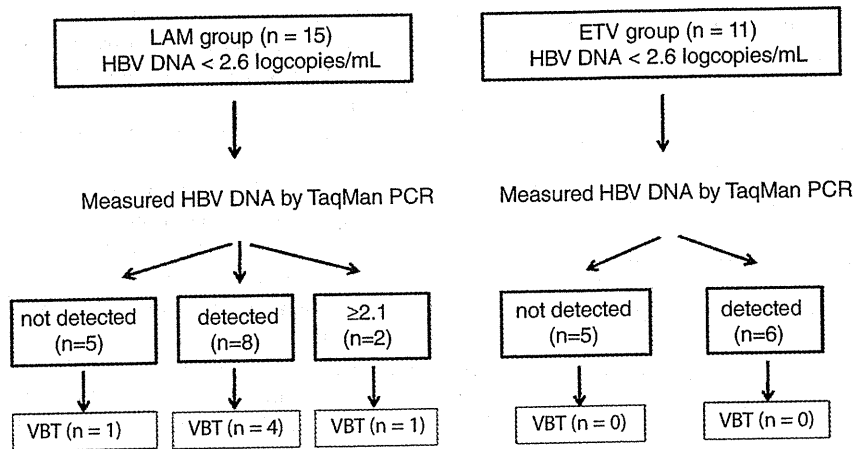 LAM group (n = 15)
HBV DNA < 2.6 logcopies/mL
ETV group (n = 11)
HBV DNA < 2.6 logcopies/mL
Measured HBV DNA by TaqMan PCR
Measured HBV DNA by TaqMan PCR
not detected
(n=5)
detected
(n=8)
≥2.1
(n=2)
not detected
(n=5)
detected
(n=6)
VBT (n = 1)
VBT (n = 4)
VBT (n = 1)
VBT (n = 0)
VBT (n = 0)